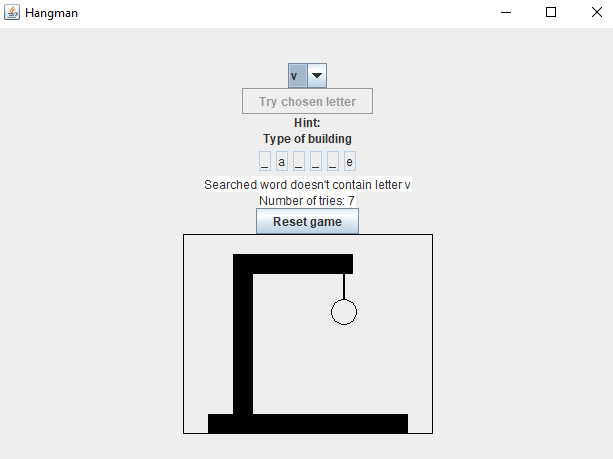 Hangman
v
Try chosen letter
Hint:
Type of building
_ a _ _ _ e
Searched word doesn't contain letter v
Number of tries: 7
Reset game